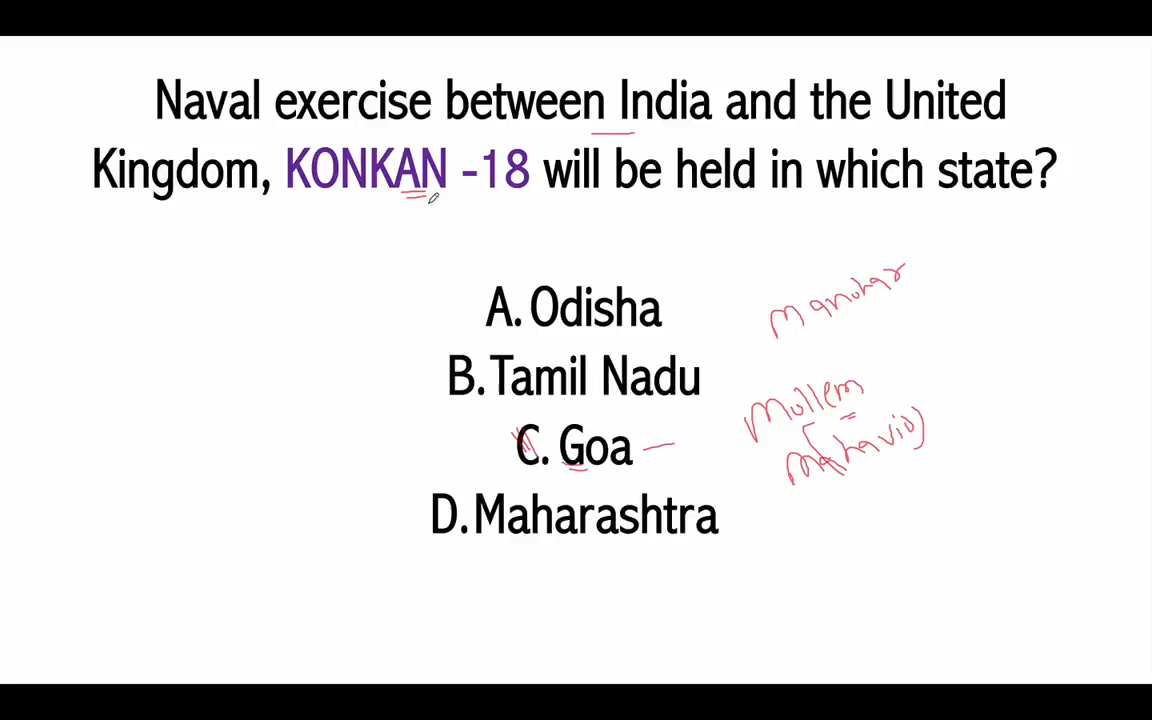 Naval exercise between India and the United
Kingdom, KONKAN -18 will be held in which state?
A. Odisha
B. Tamil Nadu
C. Goa
D. Maharashtra
Manohar
Mollem